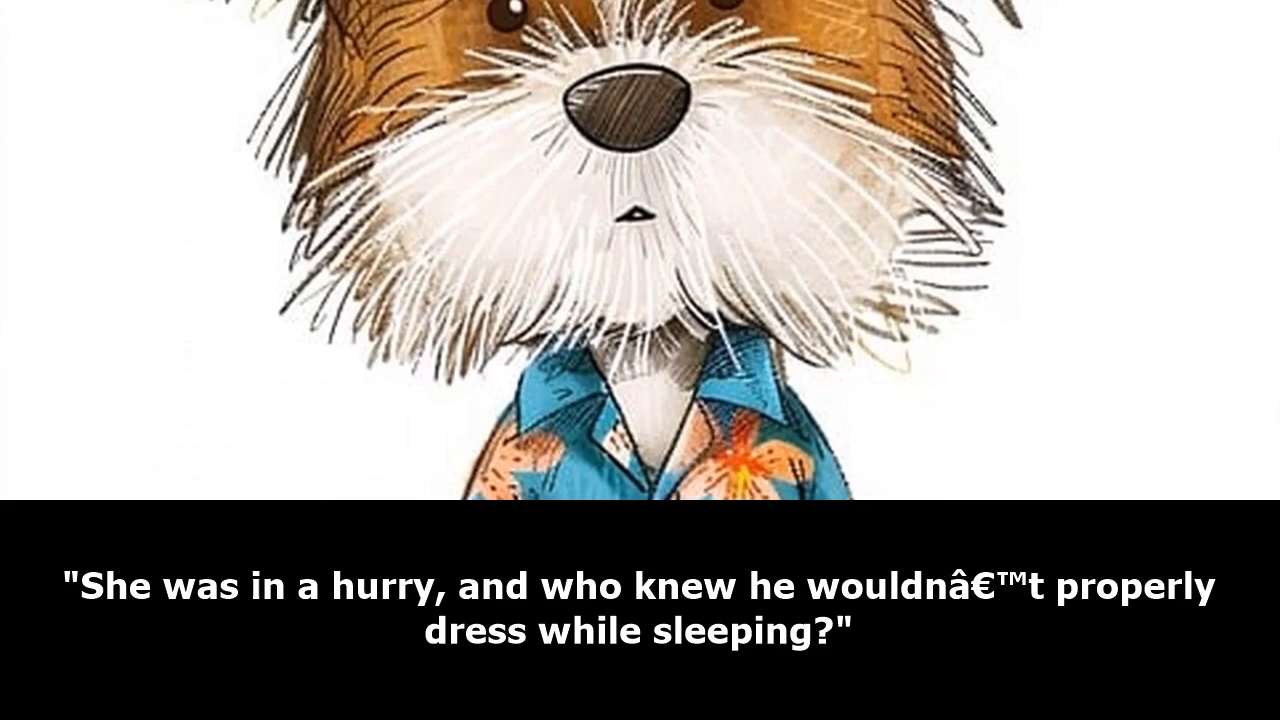 "She was in a hurry, and who knew he wouldnâ€™t properly
dress while sleeping?"